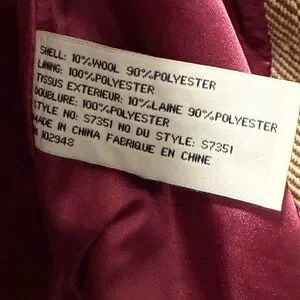 SHELL: 10%WOOL 90%POLYESTER
LINING: 100%POLYESTER
TISSUS EXTERIEUR: 10%LAINE 90%POLYESTER
DOUBLURE: 100%POLYESTER
STYLE NO: S7351 NO DU STYLE: S7351
MADE IN CHINA FABRIQUE EN CHINE
102948